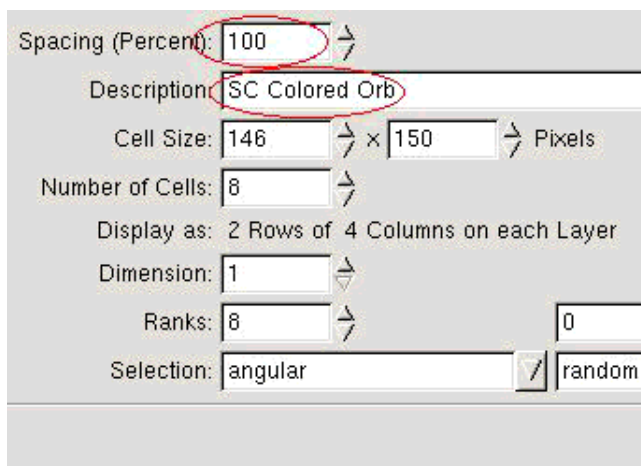 Spacing (Percent): 100
Description: SC Colored Orb
Cell Size: 146 x 150 Pixels
Number of Cells: 8
Display as: 2 Rows of 4 Columns on each Layer
Dimension: 1
Ranks: 8 0
Selection: angular random